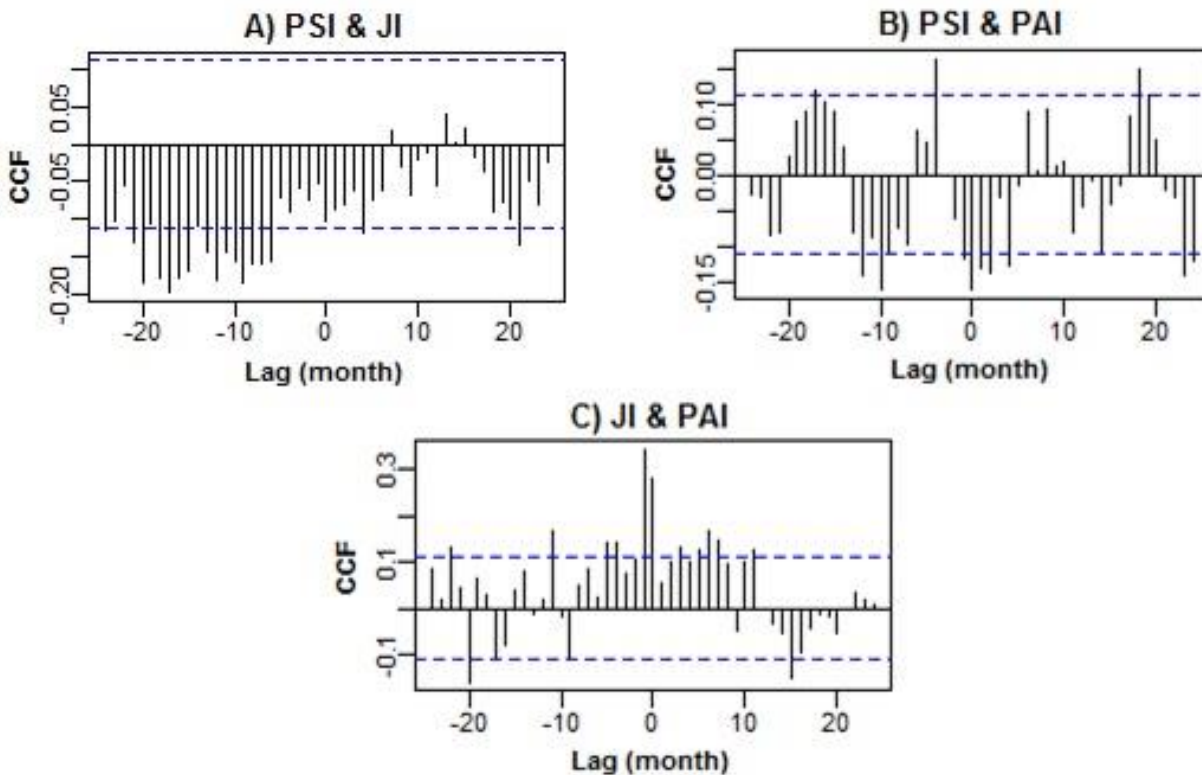 A) PSI & JI
CCF
0.05
-0.05
-0.20
-20 -10 0 10 20
Lag (month)
B) PSI & PAI
CCF
0.10
0.00
-0.15
-20 -10 0 10 20
Lag (month)
C) JI & PAI
CCF
0.3
0.1
-0.1
-20 -10 0 10 20
Lag (month)